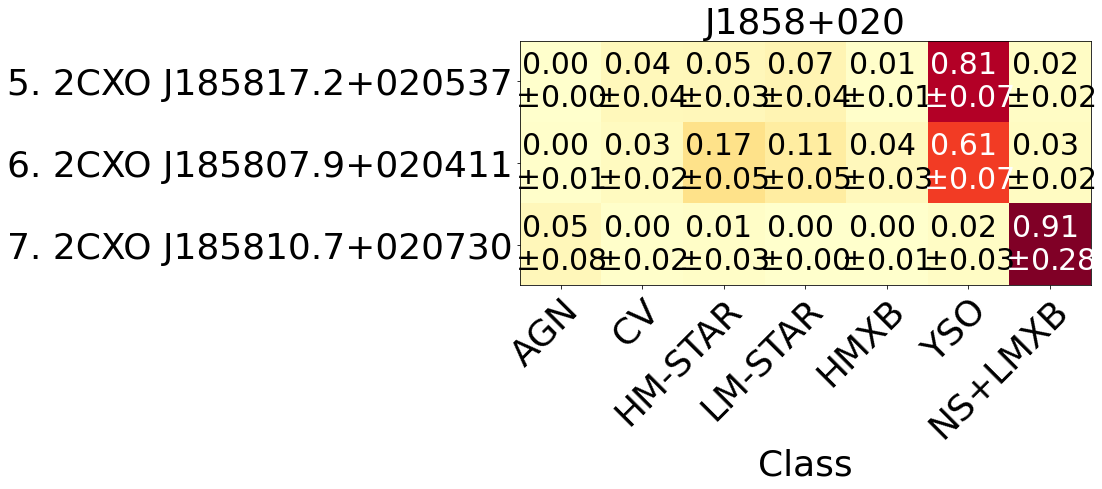 J1858+020
5. 2CXO J185817.2+020537 0.00 0.04 0.05 0.07 0.01 0.81 0.02
±0.00 ±0.04 ±0.03 ±0.04 ±0.01 ±0.07 ±0.02
6. 2CXO J185807.9+020411 0.00 0.03 0.17 0.11 0.04 0.61 0.03
±0.01 ±0.02 ±0.05 ±0.05 ±0.03 ±0.07 ±0.02
7. 2CXO J185810.7+020730 0.05 0.00 0.01 0.00 0.00 0.02 0.91
±0.08 ±0.02 ±0.03 ±0.00 ±0.01 ±0.03 ±0.28
AGN CV HM-STAR LM-STAR HMXB YSO NS+LMXB
Class